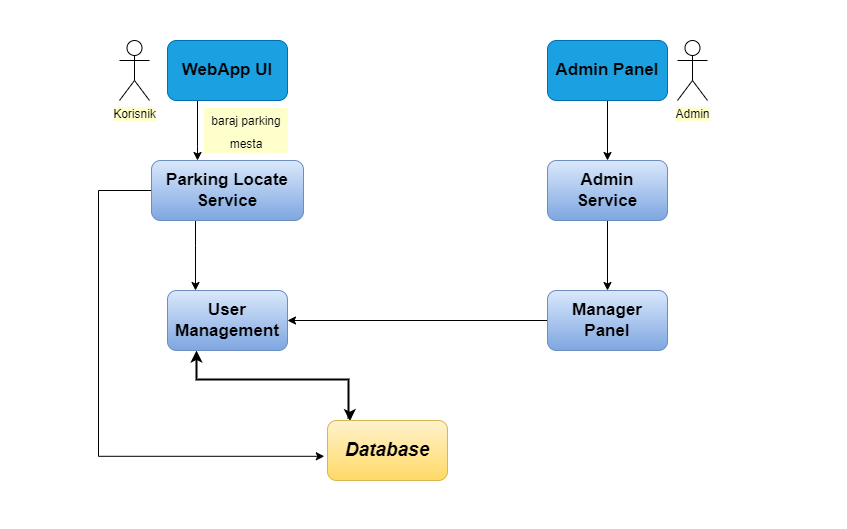 WebApp UI
Admin Panel
Korisnik
Admin
baraj parking
mesta
Parking Locate
Service
Admin
Service
User
Management
Manager
Panel
Database